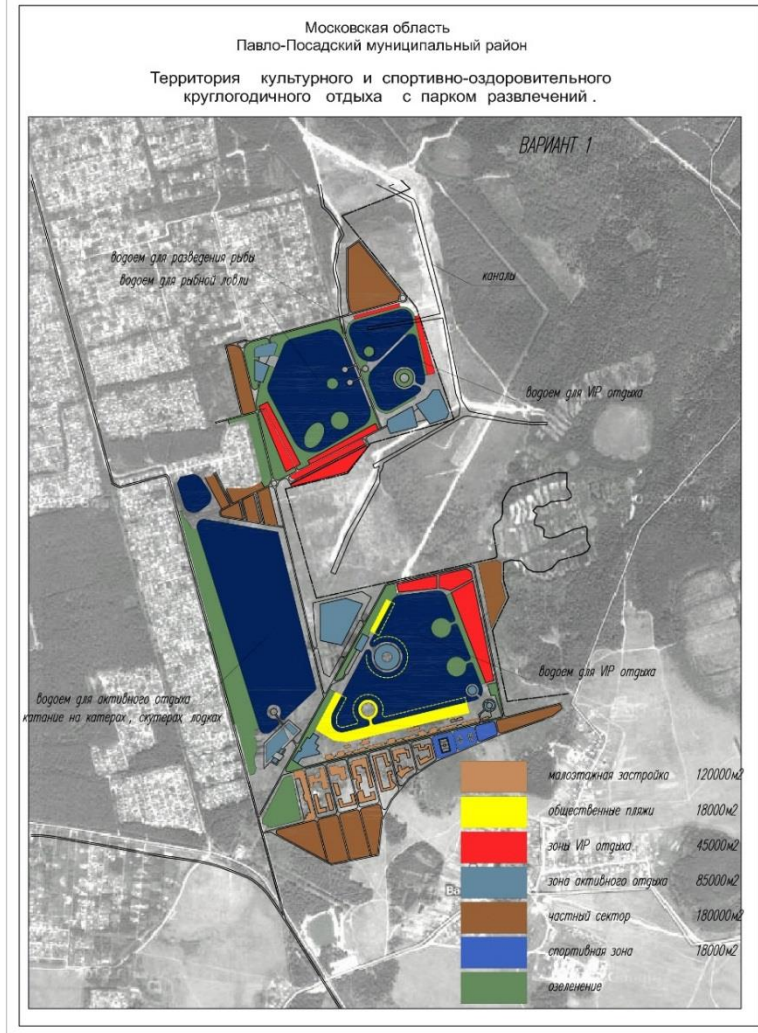 Московская область
Павло-Посадский муниципальный район
Территория культурного и спортивно-оздоровительного
круглогодичного отдыха с парком развлечений .
ВАРИАНТ 1
водоем для разведения рыбы
водоем для рыбной ловли
каналы
водоем для VIP отдыха
водоем для VIP отдыха
водоем для активного отдыха
катание на катерах, скутерах лодках
малоэтажная застройка 120000м2
общественные пляжи 18000м2
зоны VIP отдыха 45000м2
зона активного отдыха 85000м2
частный сектор 180000м2
спортивная зона 18000м2
озеленение